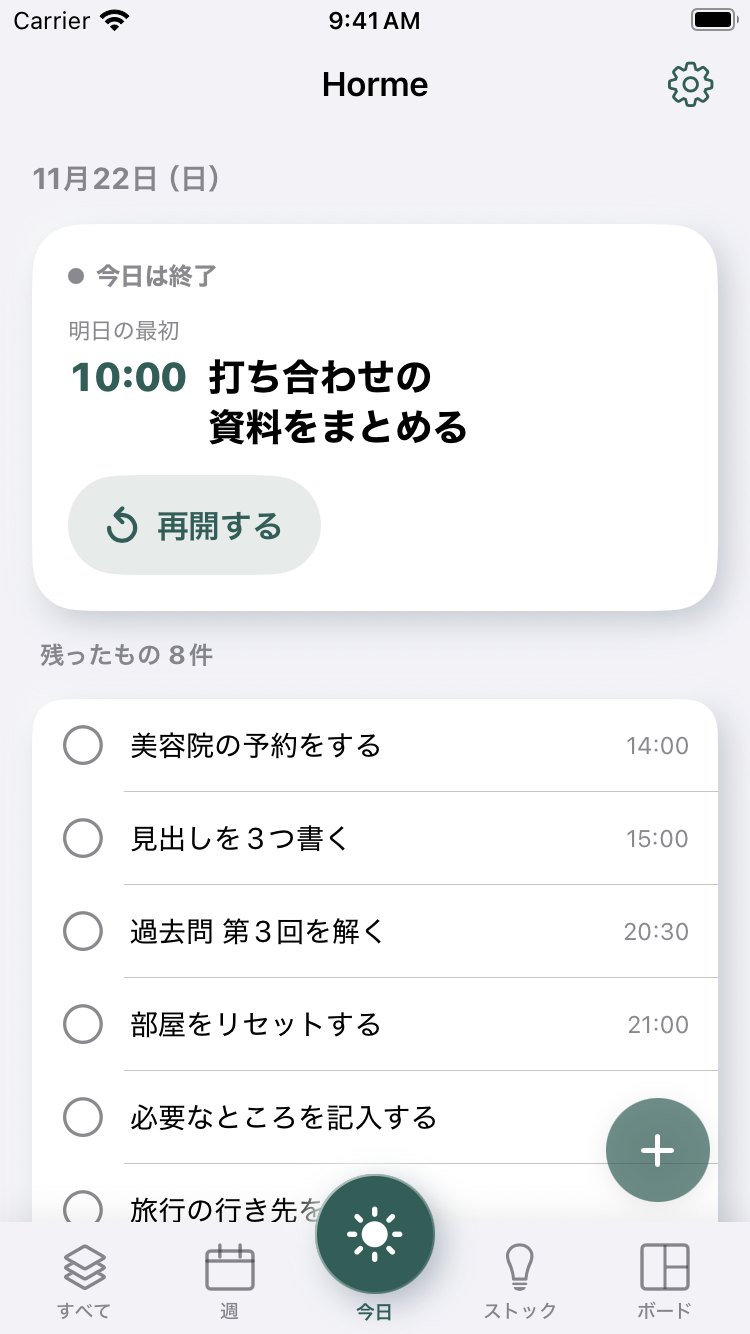 Carrier
9:41 AM
Horme
11月22日 (日)
今日は終了
明日の最初
10:00 打ち合わせの
資料をまとめる
再開する
残ったもの 8件
美容院の予約をする 14:00
見出しを3つ書く 15:00
過去問 第3回を解く 20:30
部屋をリセットする 21:00
必要なところを記入する
旅行の行き先を
すべて
週
今日
ストック
ボード